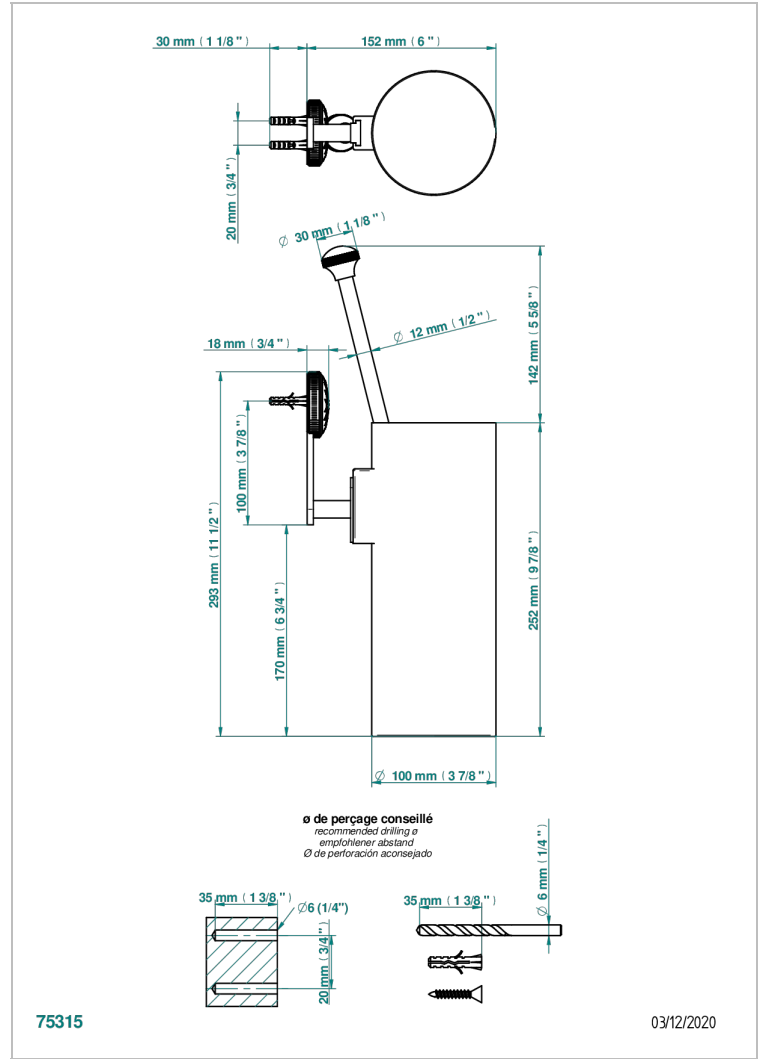 30 mm ( 1 1/8 " )
152 mm ( 6 " )
20 mm ( 3/4 " )
Ø 30 mm ( 1 1/8 " )
Ø 12 mm ( 1/2 " )
18 mm ( 3/4 " )
142 mm ( 5 5/8 " )
100 mm ( 3 7/8 " )
293 mm ( 11 1/2 " )
170 mm ( 6 3/4 " )
252 mm ( 9 7/8 " )
Ø 100 mm ( 3 7/8 " )
ø de perçage conseillé
recommended drilling ø
empfohlener abstand
Ø de perforación aconsejado
35 mm ( 1 3/8 " )
Ø6 (1/4")
20 mm ( 3/4 " )
35 mm ( 1 3/8 " )
Ø 6 mm ( 1/4 " )
75315
03/12/2020